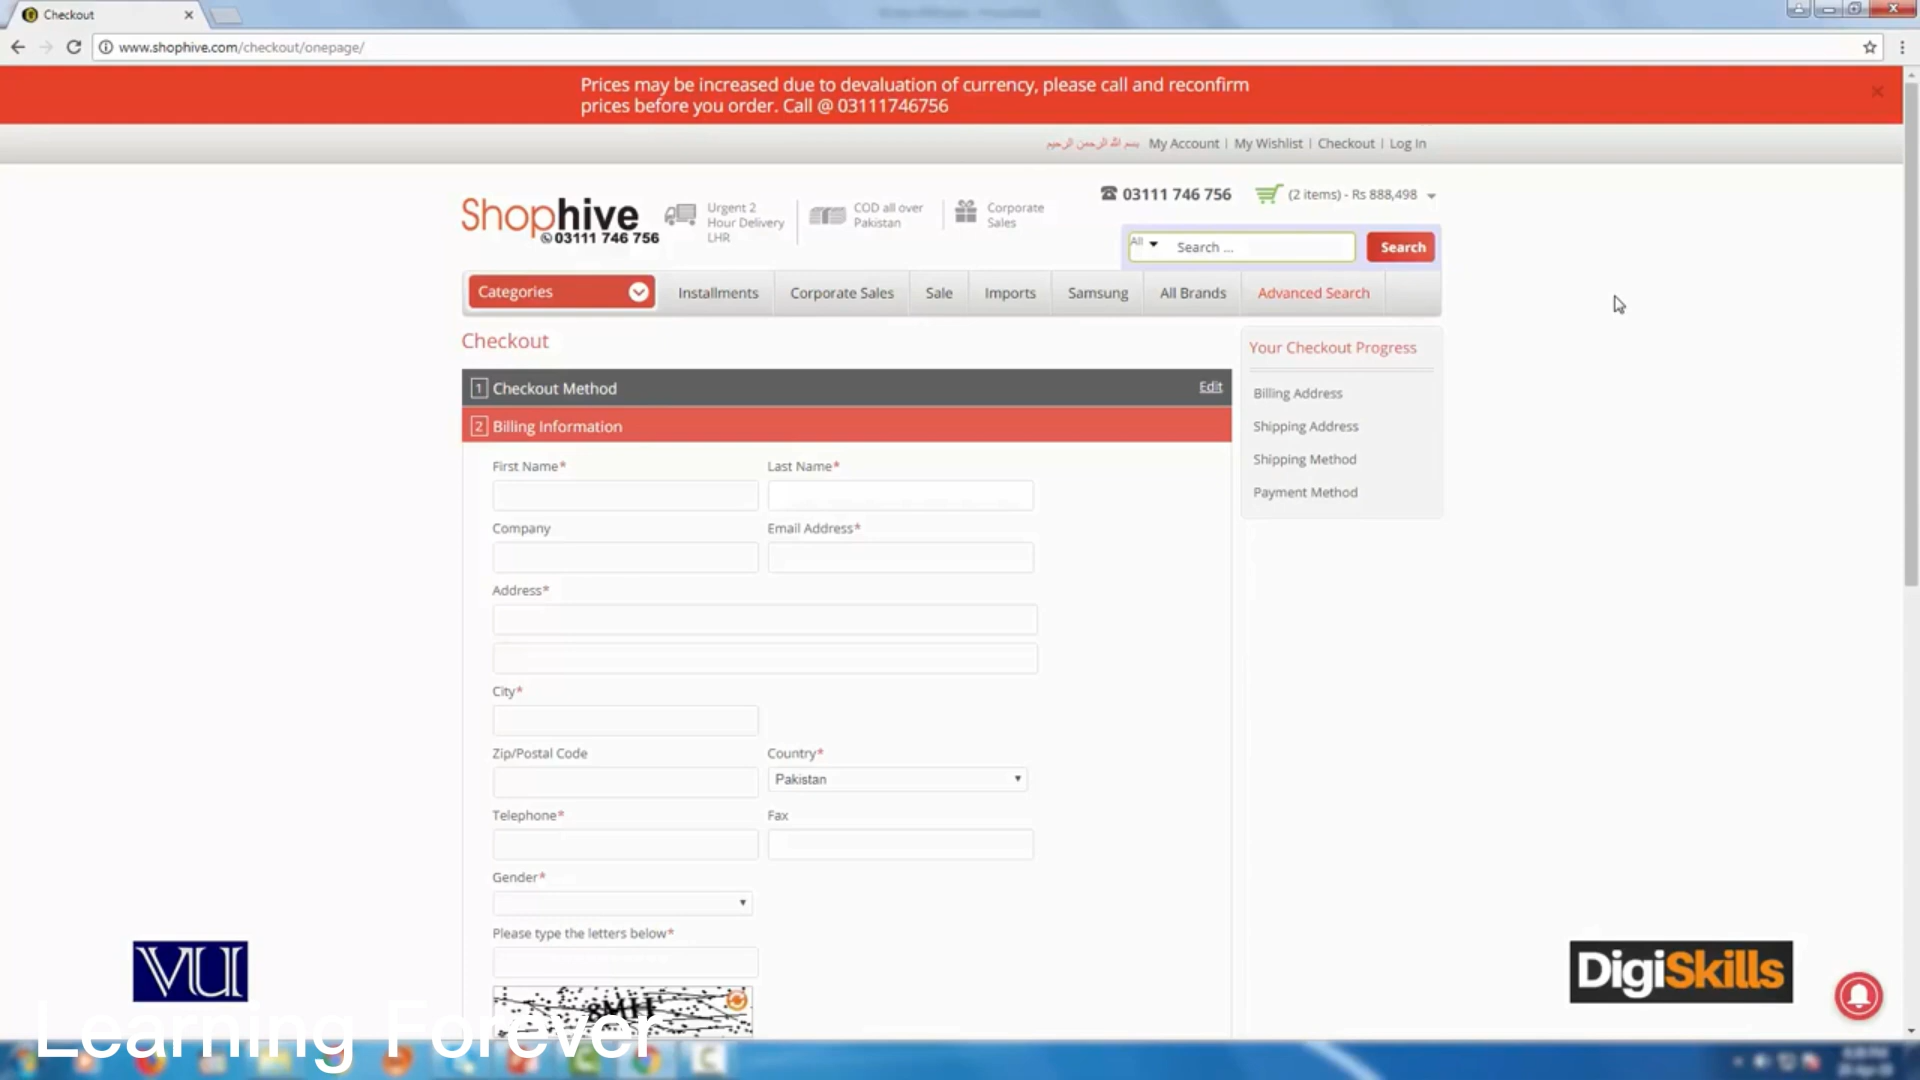 Checkout
www.shophive.com/checkout/onepage/
Prices may be increased due to devaluation of currency, please call and reconfirm
prices before you order. Call @ 03111746756
بسم الله الرحمن الرحيم My Account | My Wishlist | Checkout | Log In
Shophive
03111 746 756
Urgent 2
Hour Delivery
LHR
COD all over
Pakistan
Corporate
Sales
03111 746 756
(2 items) - Rs 888,498
All
Search ...
Search
Categories
Installments
Corporate Sales
Sale
Imports
Samsung
All Brands
Advanced Search
Checkout
1 Checkout Method
Edit
2 Billing Information
First Name*
Last Name*
Company
Email Address*
Address*
City*
Zip/Postal Code
Country*
Pakistan
Telephone*
Fax
Gender*
Please type the letters below*
Your Checkout Progress
Billing Address
Shipping Address
Shipping Method
Payment Method
VU
DigiSkills
Learning Forever